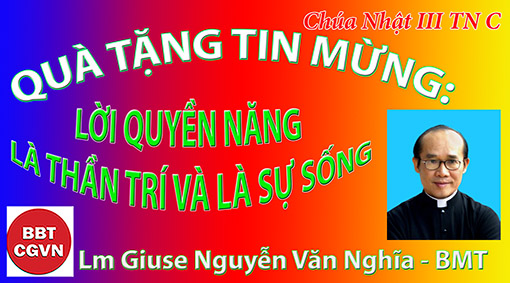 Chúa Nhật III TN C
QUÀ TẶNG TIN MỪNG:
LỜI QUYỀN NĂNG
LÀ THẦN TRÍ VÀ LÀ SỰ SỐNG
BBT
CGVN
Lm Giuse Nguyễn Văn Nghĩa - BMT